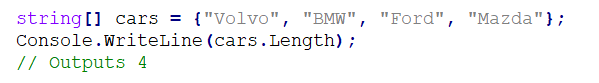 string[] cars = {"Volvo", "BMW", "Ford", "Mazda"};
Console.WriteLine(cars.Length);
// Outputs 4